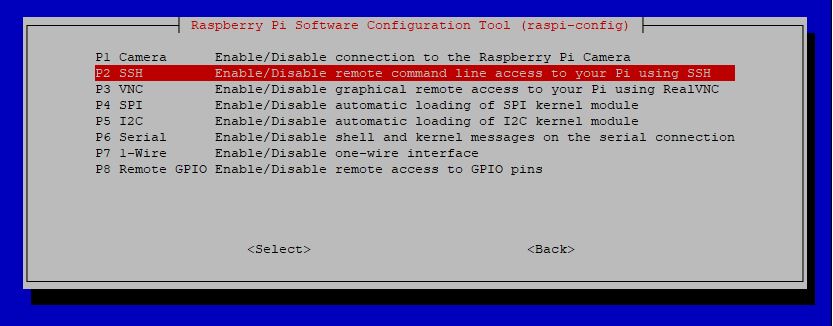 Raspberry Pi Software Configuration Tool (raspi-config)
P1 Camera Enable/Disable connection to the Raspberry Pi Camera
P2 SSH Enable/Disable remote command line access to your Pi using SSH
P3 VNC Enable/Disable graphical remote access to your Pi using RealVNC
P4 SPI Enable/Disable automatic loading of SPI kernel module
P5 I2C Enable/Disable automatic loading of I2C kernel module
P6 Serial Enable/Disable shell and kernel messages on the serial connection
P7 1-Wire Enable/Disable one-wire interface
P8 Remote GPIO Enable/Disable remote access to GPIO pins
<Select> <Back>